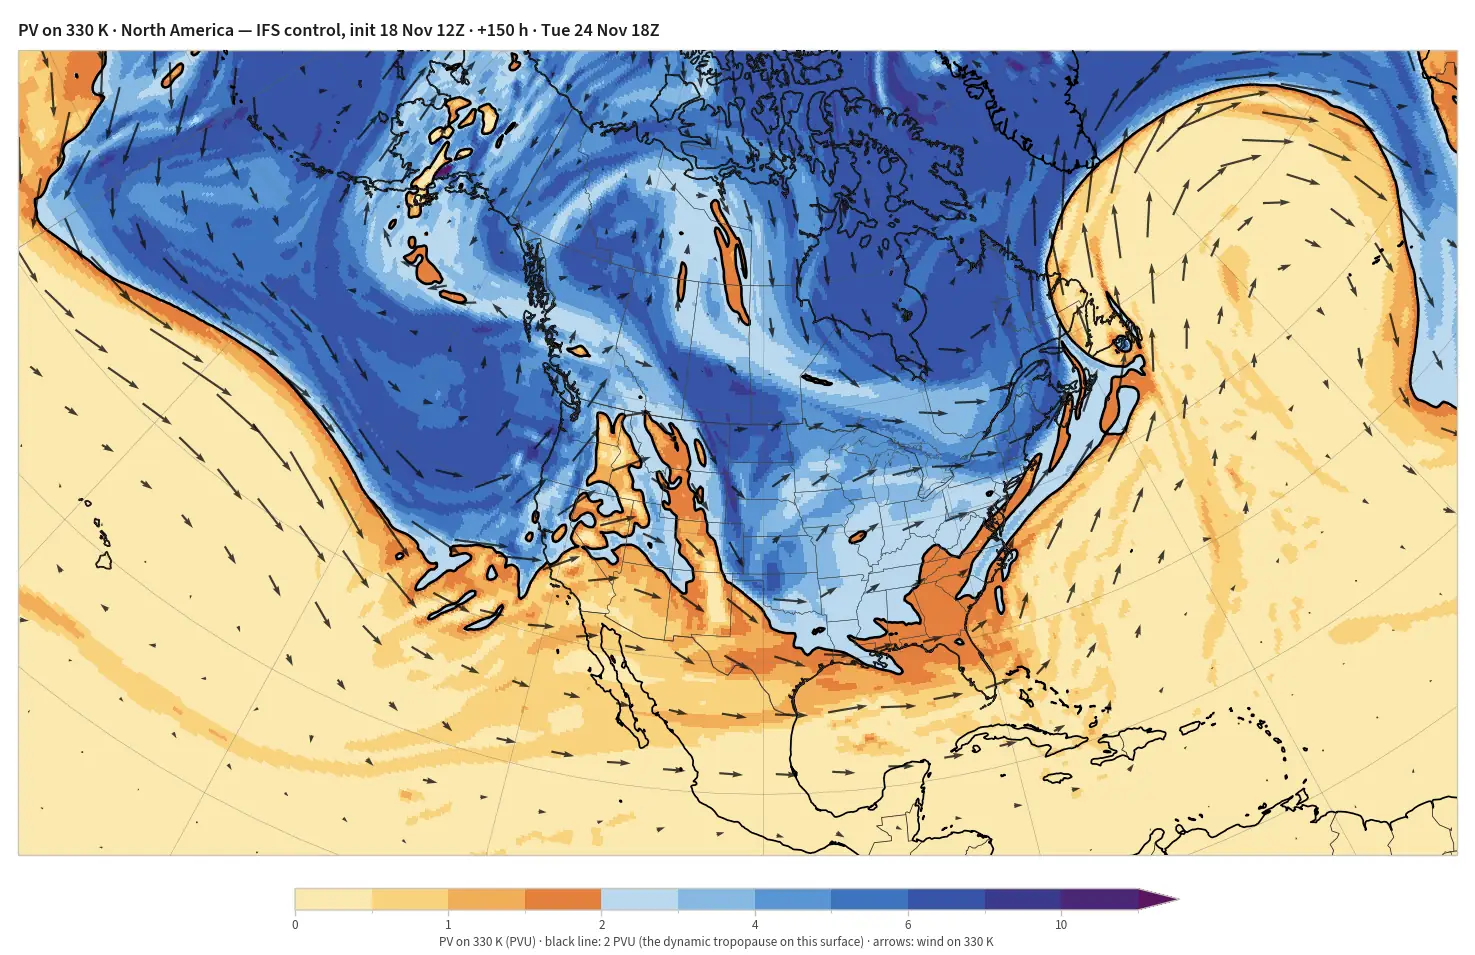 PV on 330 K · North America — IFS control, init 18 Nov 12Z · +150 h · Tue 24 Nov 18Z
0 1 2 4 6 10
PV on 330 K (PVU) · black line: 2 PVU (the dynamic tropopause on this surface) · arrows: wind on 330 K